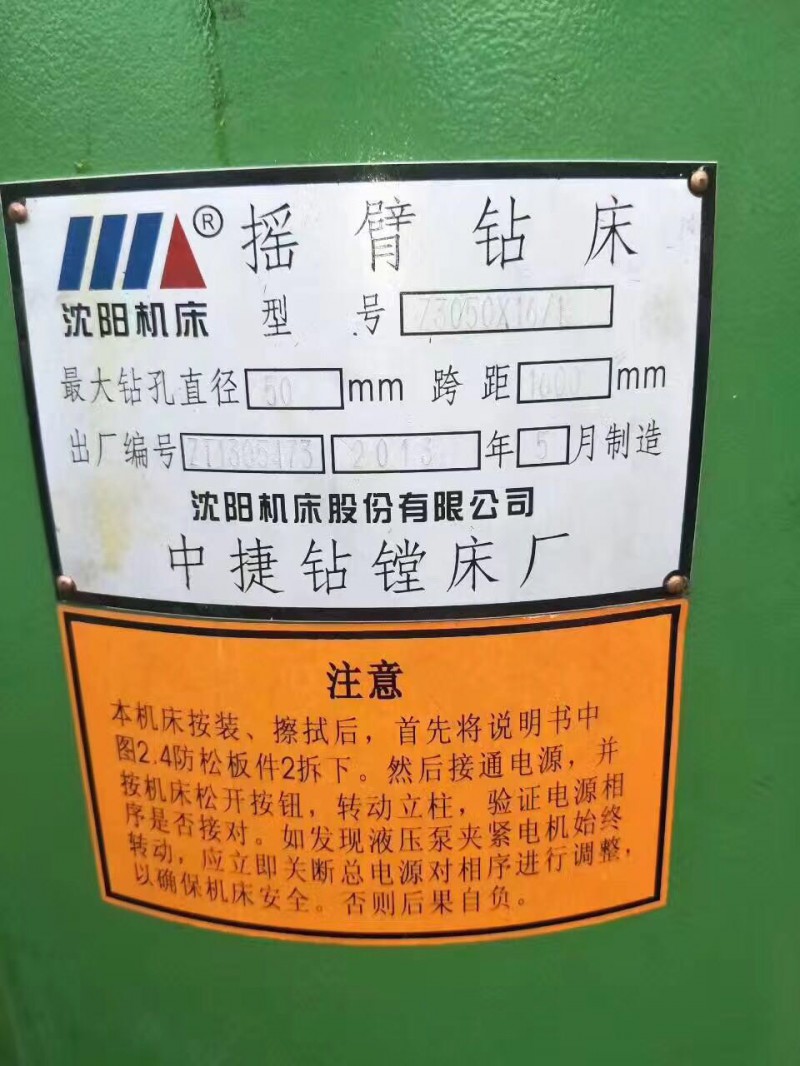 ® 摇臂钻床
沈阳机床 型号 Z3050X16/1
最大钻孔直径 50 mm 跨距 1600 mm
出厂编号 2013 年 5 月制造
沈阳机床股份有限公司
中捷钻镗床厂
注意
本机床按装、擦拭后，首先将说明书中
图2.4防松板件2拆下。然后接通电源，并
按机床松开按钮，转动立柱，验证电源相
序是否接对。如发现液压泵夹紧电机始终
转动，应立即关断总电源对相序进行调整，
以确保机床安全。否则后果自负。